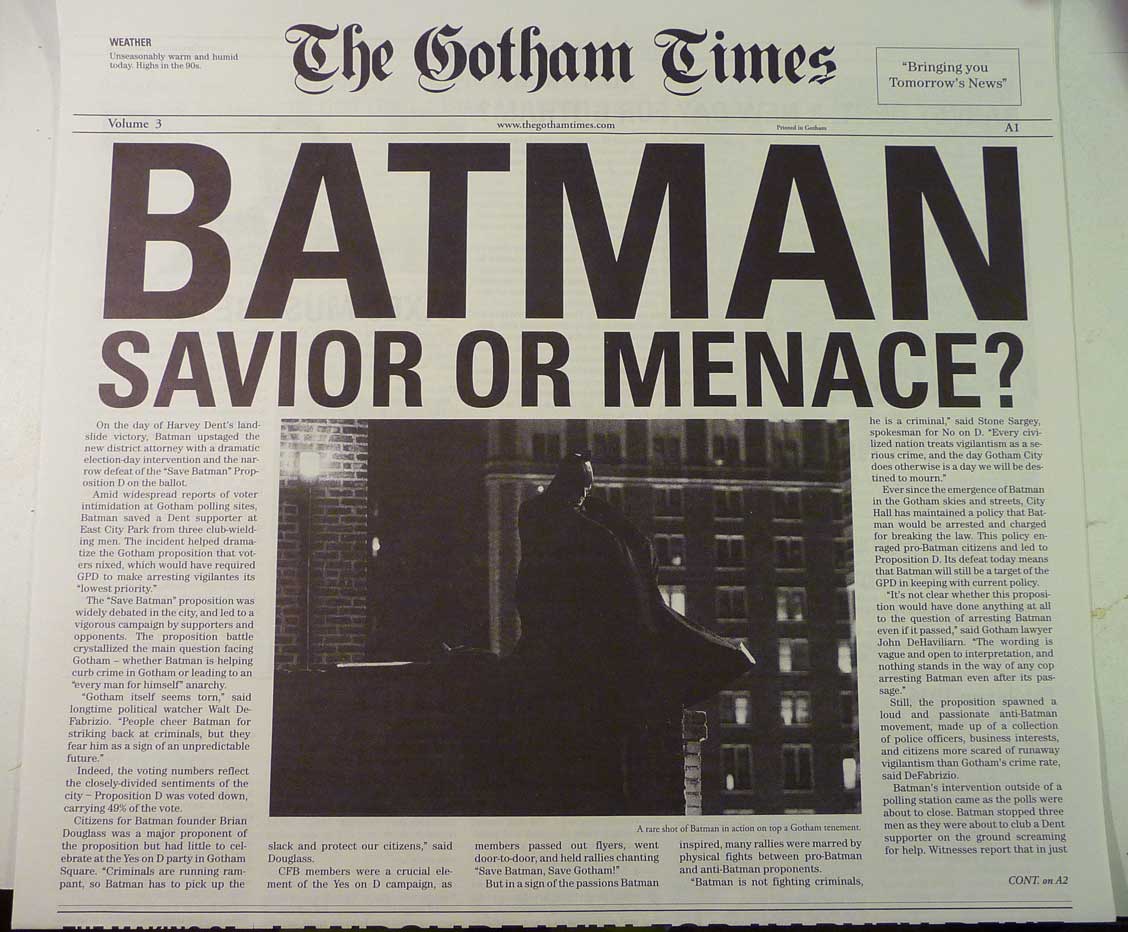 WEATHER
Unseasonably warm and humid
today. Highs in the 90s.
The Gotham Times
“Bringing you
Tomorrow’s News”
Volume 3
www.thegothamtimes.com
Printed in Gotham
A1
BATMAN
SAVIOR OR MENACE?
On the day of Harvey Dent’s land-
slide victory, Batman upstaged the
new district attorney with a dramatic
election-day intervention and the nar-
row defeat of the “Save Batman” Prop-
osition D on the ballot.
Amid widespread reports of voter
intimidation at Gotham polling sites,
Batman saved a Dent supporter at
East City Park from three club-wield-
ing men. The incident helped drama-
tize the Gotham proposition that vot-
ers nixed, which would have required
GPD to make arresting vigilantes its
“lowest priority.”
The “Save Batman” proposition was
widely debated in the city, and led to a
vigorous campaign by supporters and
opponents. The proposition battle
crystallized the main question facing
Gotham – whether Batman is helping
curb crime in Gotham or leading to an
“every man for himself” anarchy.
“Gotham itself seems torn,” said
longtime political watcher Walt De-
Fabrizio. “People cheer Batman for
striking back at criminals, but they
fear him as a sign of an unpredictable
future.”
Indeed, the voting numbers reflect
the closely-divided sentiments of the
city – Proposition D was voted down,
carrying 49% of the vote.
Citizens for Batman founder Brian
Douglass was a major proponent of
the proposition but had little to cel-
ebrate at the Yes on D party in Gotham
Square. “Criminals are running ram-
pant, so Batman has to pick up the
A rare shot of Batman in action on top a Gotham tenement.
slack and protect our citizens,” said
Douglass.
CFB members were a crucial ele-
ment of the Yes on D campaign, as
members passed out flyers, went
door-to-door, and held rallies chanting
“Save Batman, Save Gotham!”
But in a sign of the passions Batman
inspired, many rallies were marred by
physical fights between pro-Batman
and anti-Batman proponents.
“Batman is not fighting criminals,
he is a criminal,” said Stone Sargey,
spokesman for No on D. “Every civi-
lized nation treats vigilantism as a se-
rious crime, and the day Gotham City
does otherwise is a day we will be des-
tined to mourn.”
Ever since the emergence of Batman
in the Gotham skies and streets, City
Hall has maintained a policy that Bat-
man would be arrested and charged
for breaking the law. This policy en-
raged pro-Batman citizens and led to
Proposition D. Its defeat today means
that Batman will still be a target of the
GPD in keeping with current policy.
“It’s not clear whether this proposi-
tion would have done anything at all
to the question of arresting Batman
even if it passed,” said Gotham lawyer
John DeHaviliarn. “The wording is
vague and open to interpretation, and
nothing stands in the way of any cop
arresting Batman even after its pas-
sage.”
Still, the proposition spawned a
loud and passionate anti-Batman
movement, made up of a collection
of police officers, business interests,
and citizens more scared of runaway
vigilantism than Gotham’s crime rate,
said DeFabrizio.
Batman’s intervention outside of a
polling station came as the polls were
about to close. Batman stopped three
men as they were about to club a Dent
supporter on the ground screaming
for help. Witnesses report that in just
CONT. on A2